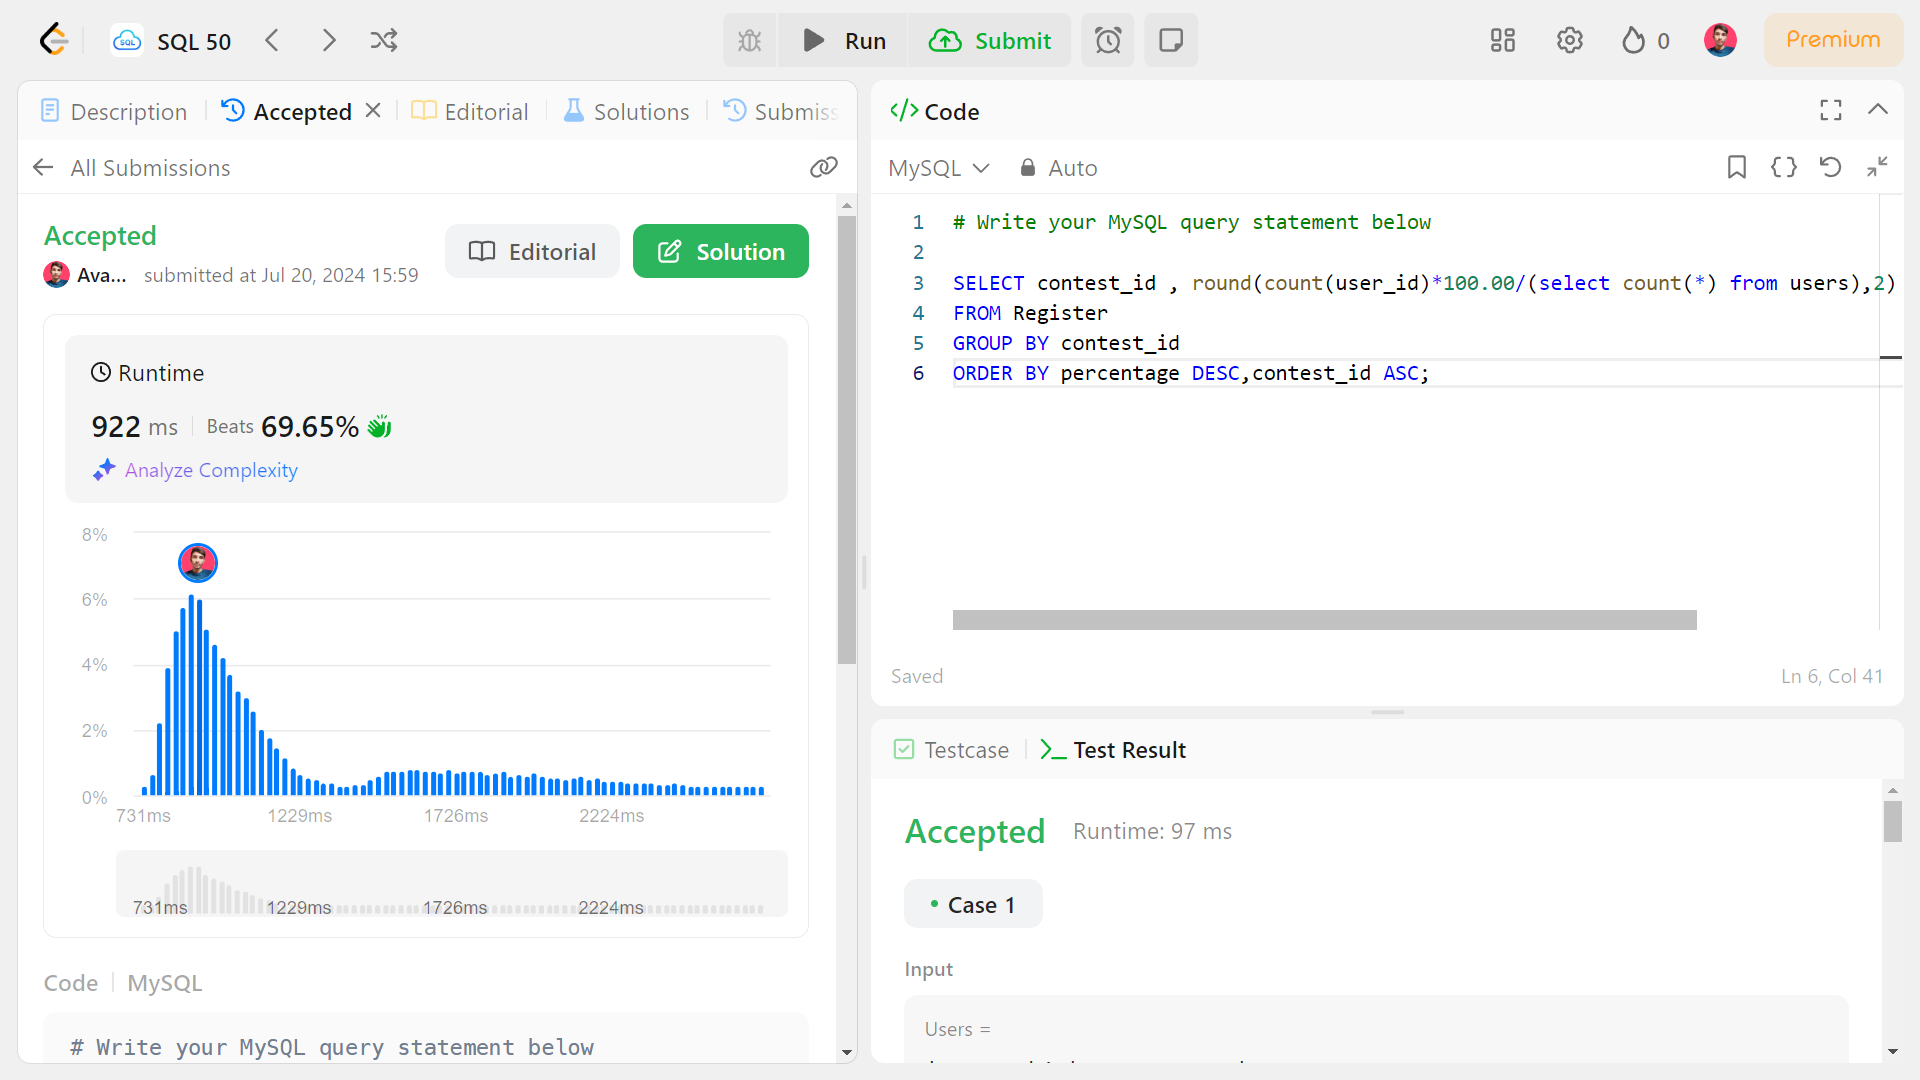 SQL SQL 50
Run
Submit
0
Premium
Description
Accepted
Editorial
Solutions
Submiss
All Submissions
Accepted
Ava... submitted at Jul 20, 2024 15:59
Editorial
Solution
Runtime
922 ms Beats 69.65%
Analyze Complexity
8%
6%
4%
2%
0%
731ms 1229ms 1726ms 2224ms
731ms 1229ms 1726ms 2224ms
Code MySQL
# Write your MySQL query statement below
</> Code
MySQL Auto
1 # Write your MySQL query statement below
2
3 SELECT contest_id , round(count(user_id)*100.00/(select count(*) from users),2)
4 FROM Register
5 GROUP BY contest_id
6 ORDER BY percentage DESC,contest_id ASC;
Saved
Ln 6, Col 41
Testcase
Test Result
Accepted Runtime: 97 ms
• Case 1
Input
Users =